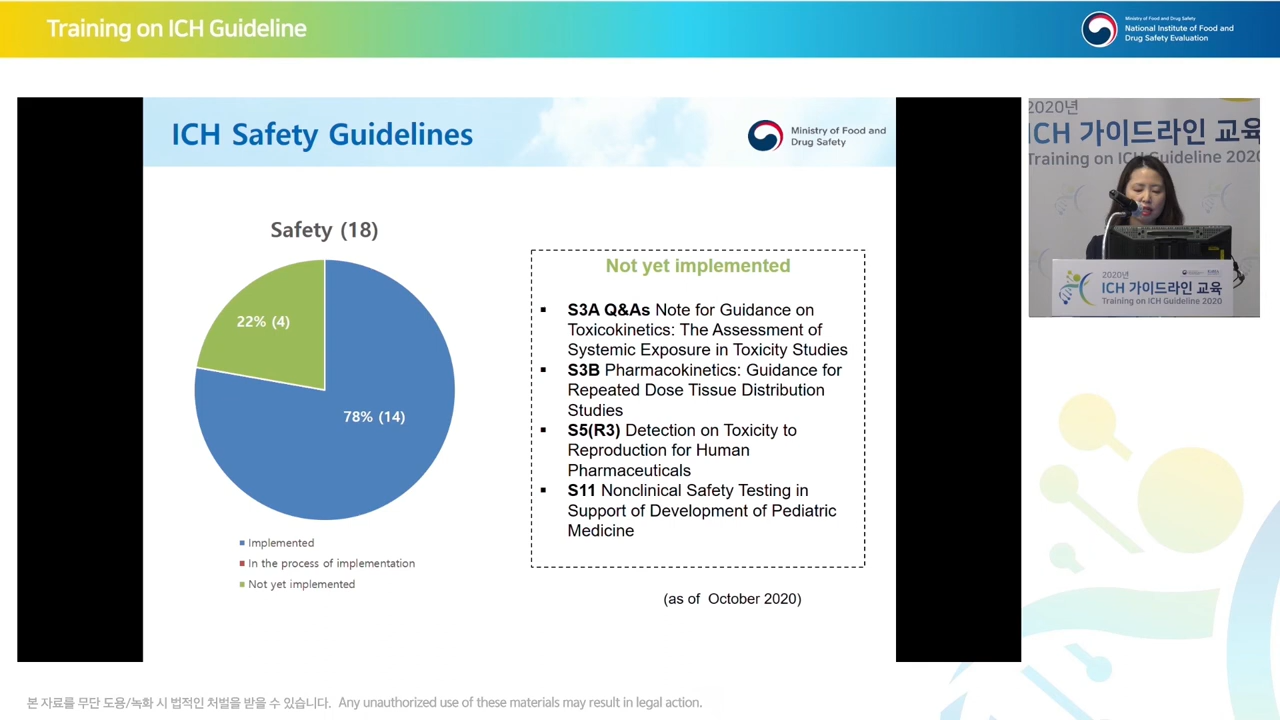 Training on ICH Guideline
Ministry of Food and Drug Safety
National Institute of Food and
Drug Safety Evaluation
ICH Safety Guidelines
Ministry of Food and
Drug Safety
Safety (18)
22% (4)
78% (14)
Implemented
In the process of implementation
Not yet implemented
Not yet implemented
▪ S3A Q&As Note for Guidance on
Toxicokinetics: The Assessment of
Systemic Exposure in Toxicity Studies
▪ S3B Pharmacokinetics: Guidance for
Repeated Dose Tissue Distribution
Studies
▪ S5(R3) Detection on Toxicity to
Reproduction for Human
Pharmaceuticals
▪ S11 Nonclinical Safety Testing in
Support of Development of Pediatric
Medicine
(as of October 2020)
2020년
ICH 가이드라인 교육
Training on ICH Guideline 2020
2020년
ICH 가이드라인 교육
Training on ICH Guideline 2020
본 자료를 무단 도용/녹화 시 법적인 처벌을 받을 수 있습니다. Any unauthorized use of these materials may result in legal action.